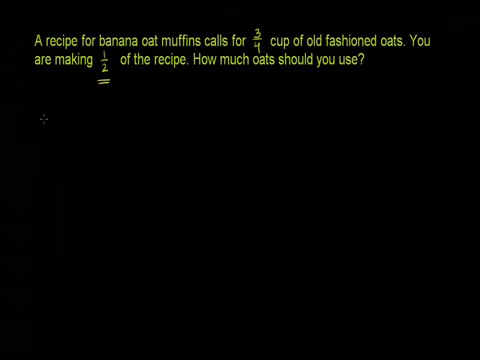 A recipe for banana oat muffins calls for 3/4 cup of old fashioned oats. You
are making 1/2 of the recipe. How much oats should you use?